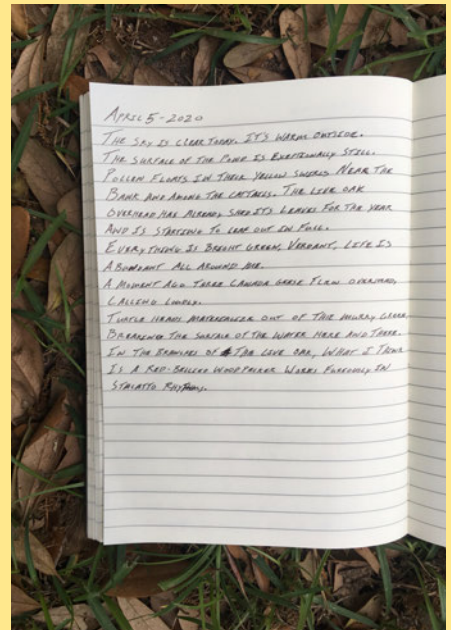 April 5-2020
The sky is clear today. It's warm outside.
The surface of the pond is exceptionally still.
Pollen floats in their yellow swirls near the
bank and among the cattails. The live oak
overhead has already shed its leaves for the year
and is starting to leaf out in full.
Everything is bright green, verdant, life is
abundant all around me.
A moment ago three Canada geese flew overhead,
calling loudly.
Turtle heads materialize out of the murky green,
breaking the surface of the water here and there.
In the branches of the live oak, what I think
is a red-bellied woodpecker works furiously in
staccato rhythms.